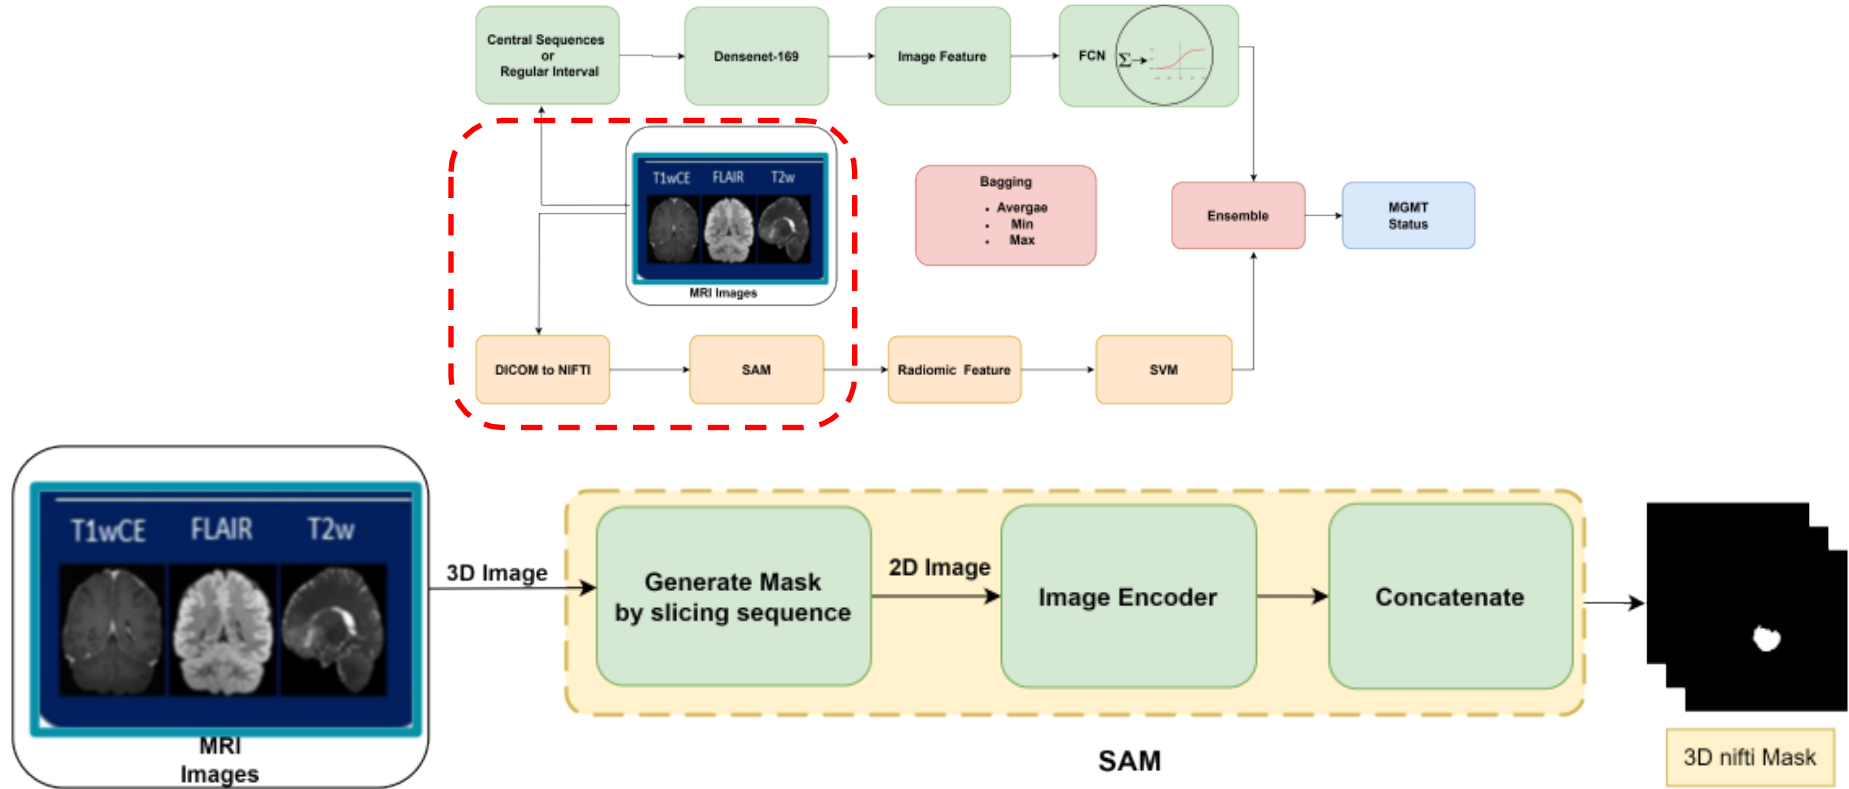 Central Sequences
or
Regular Interval
Densenet-169
Image Feature
FCN
Σ
T1wCE FLAIR T2w
MRI Images
Bagging
• Avergae
• Min
• Max
Ensemble
MGMT
Status
DICOM to NIFTI
SAM
Radiomic Feature
SVM
T1wCE FLAIR T2w
MRI
Images
3D Image
Generate Mask
by slicing sequence
2D Image
Image Encoder
Concatenate
SAM
3D nifti Mask